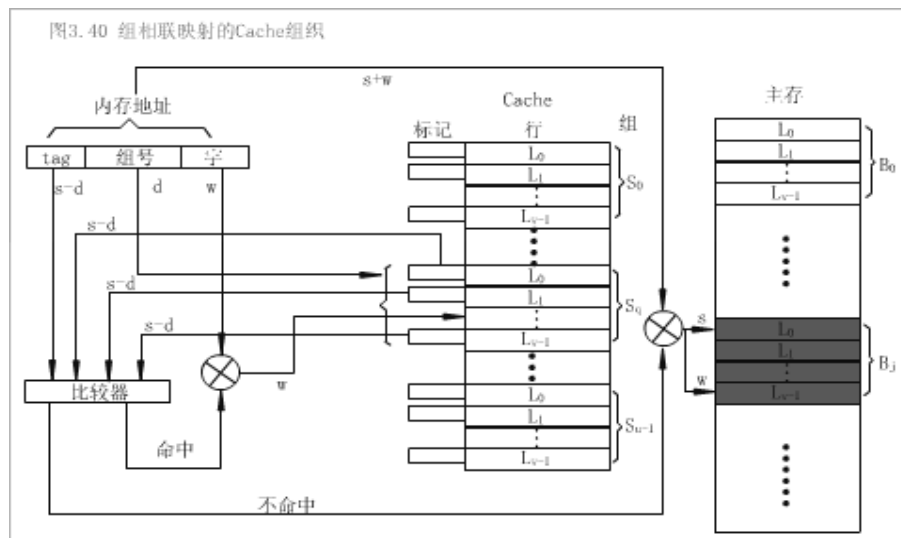 图3.40 组相联映射的Cache组织
s+w
内存地址
Cache
主存
标记 行 组
tag 组号 字
s-d d w
L0
L1
Lv-1
S0
L0
L1
Lv-1
B0
s-d
s-d
s-d
L0
L1
Lv-1
Sq
w
s
w
L0
L1
Lv-1
Bj
比较器
命中
不命中
L0
L1
Lv-1
Su-1